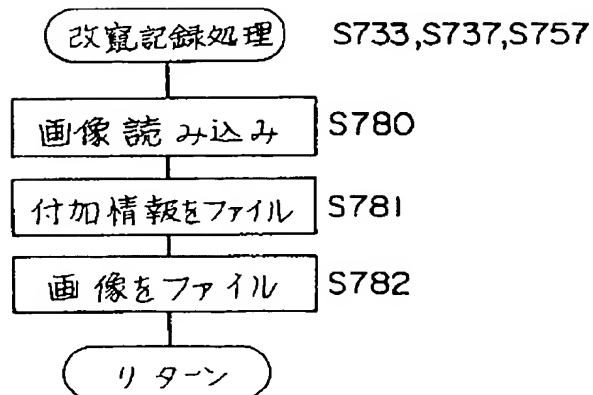 改竄記録処理 S733,S737,S757
画像読み込み S780
付加情報をファイル S781
画像をファイル S782
リターン